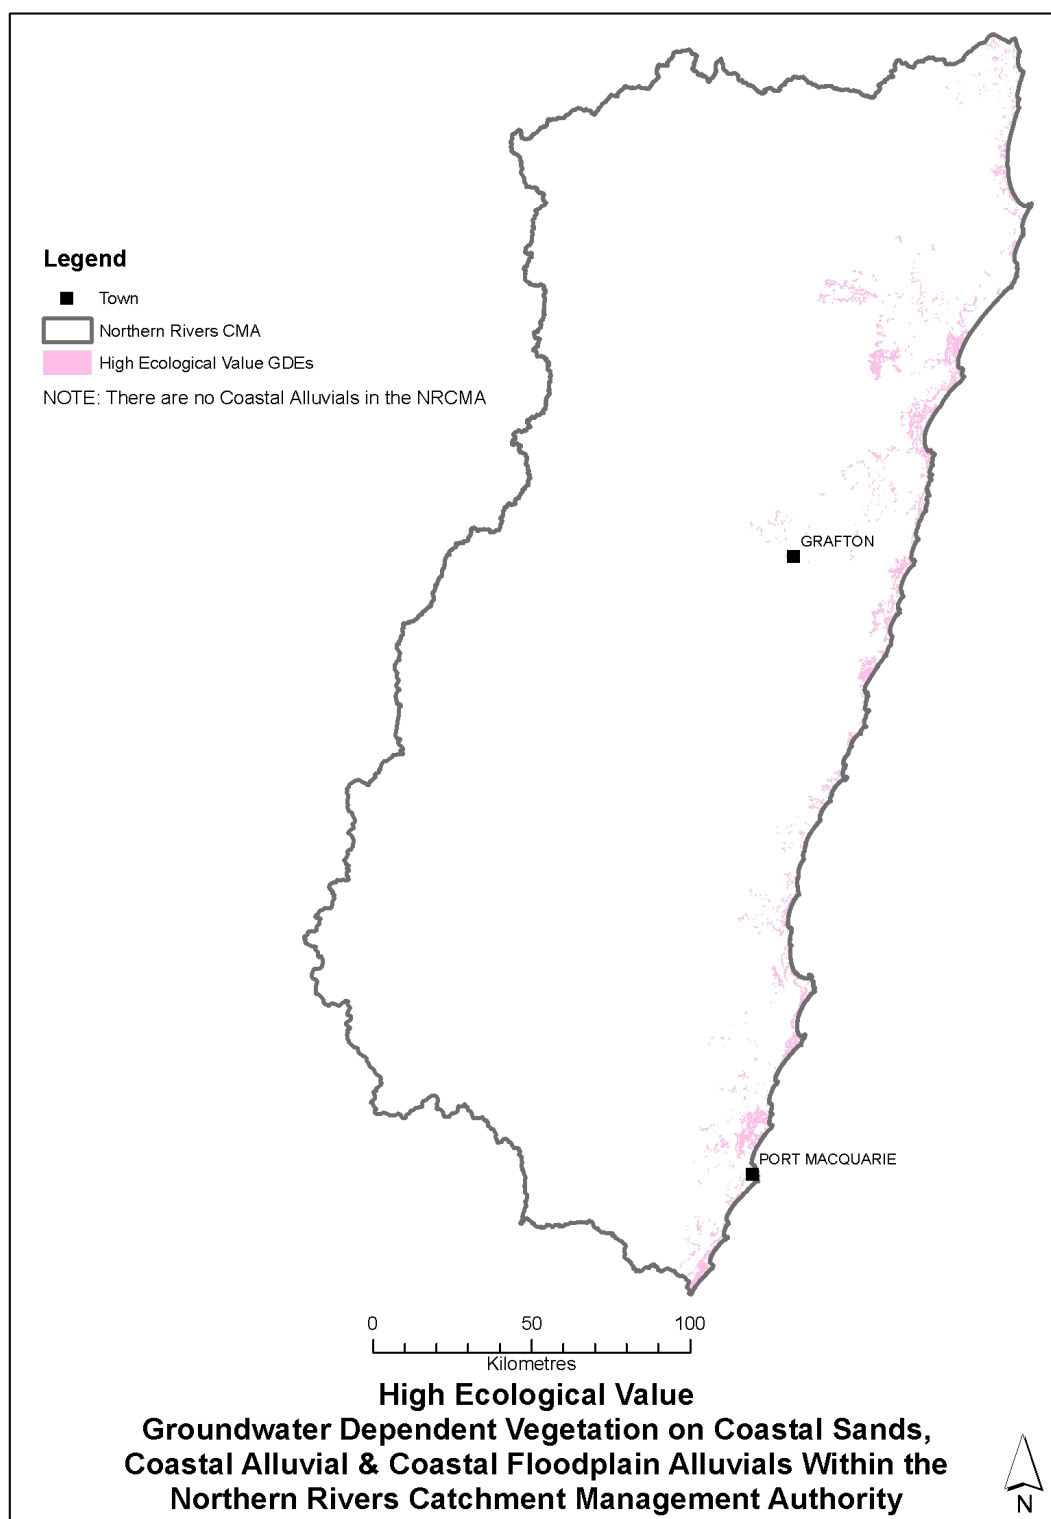 Legend
Town
Northern Rivers CMA
High Ecological Value GDEs
NOTE: There are no Coastal Alluvials in the NRCMA
GRAFTON
PORT MACQUARIE
0 50 100
Kilometres
High Ecological Value
Groundwater Dependent Vegetation on Coastal Sands,
Coastal Alluvial & Coastal Floodplain Alluvials Within the
Northern Rivers Catchment Management Authority
N